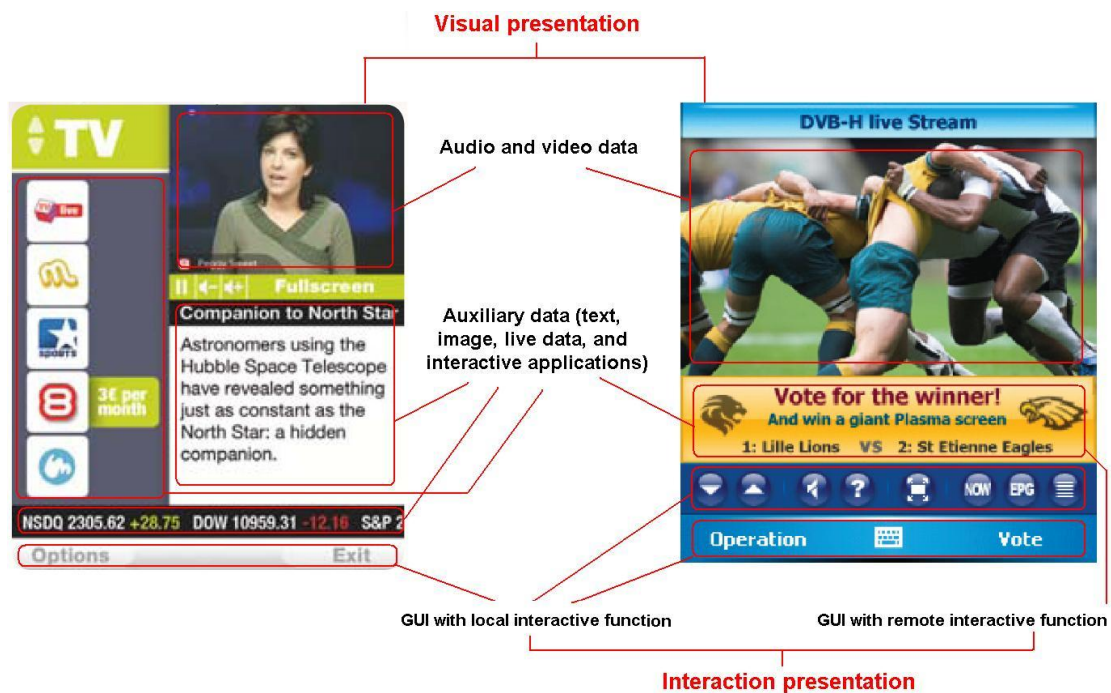 Visual presentation
TV
live
SPORTS
3€ per
month
Peggy Sweet
Fullscreen
Companion to North Star
Astronomers using the
Hubble Space Telescope
have revealed something
just as constant as the
North Star: a hidden
companion.
NSDQ 2305.62 +28.75 DOW 10959.31 -12.16 S&P 2
Options
Exit
Audio and video data
Auxiliary data (text,
image, live data, and
interactive applications)
DVB-H live Stream
Vote for the winner!
And win a giant Plasma screen
1: Lille Lions VS 2: St Etienne Eagles
?
NOW
EPG
Operation
Vote
GUI with local interactive function
GUI with remote interactive function
Interaction presentation